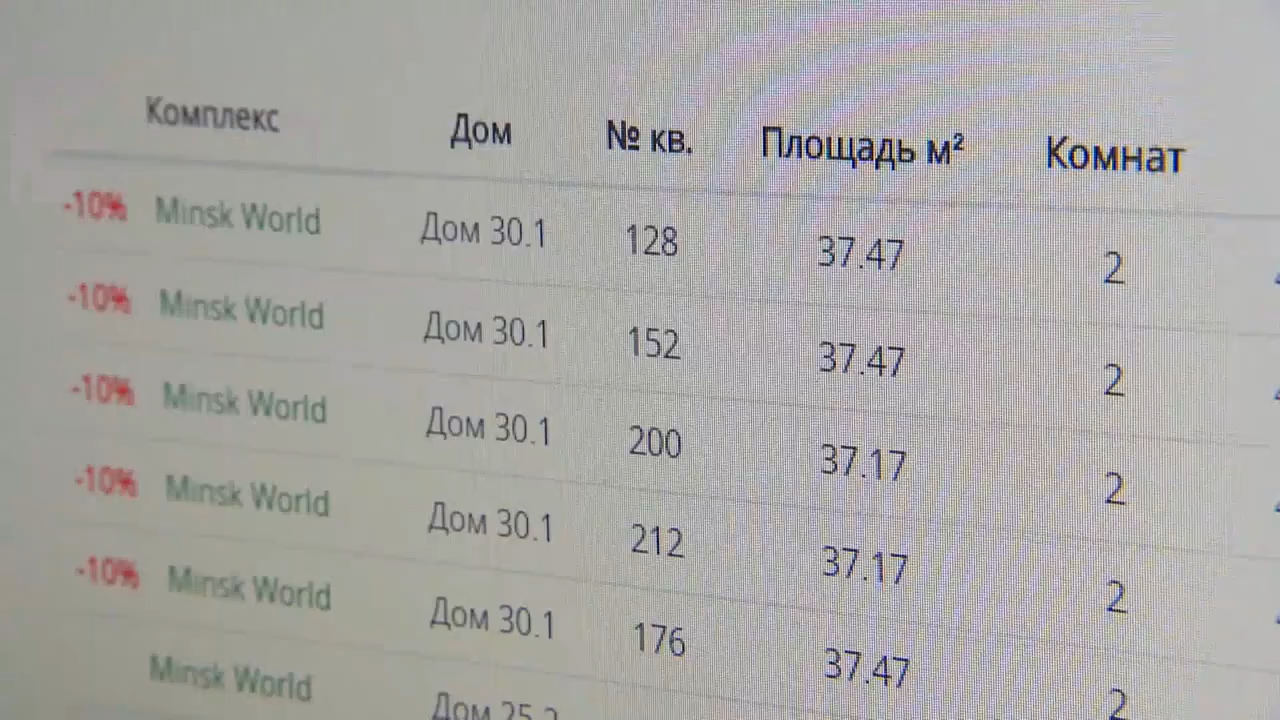 Комплекс Дом № кв. Площадь м² Комнат
-10% Minsk World Дом 30.1 128 37.47 2
-10% Minsk World Дом 30.1 152 37.47 2
-10% Minsk World Дом 30.1 200 37.17 2
-10% Minsk World Дом 30.1 212 37.17 2
-10% Minsk World Дом 30.1 176 37.47 2
Minsk World Дом 25.2